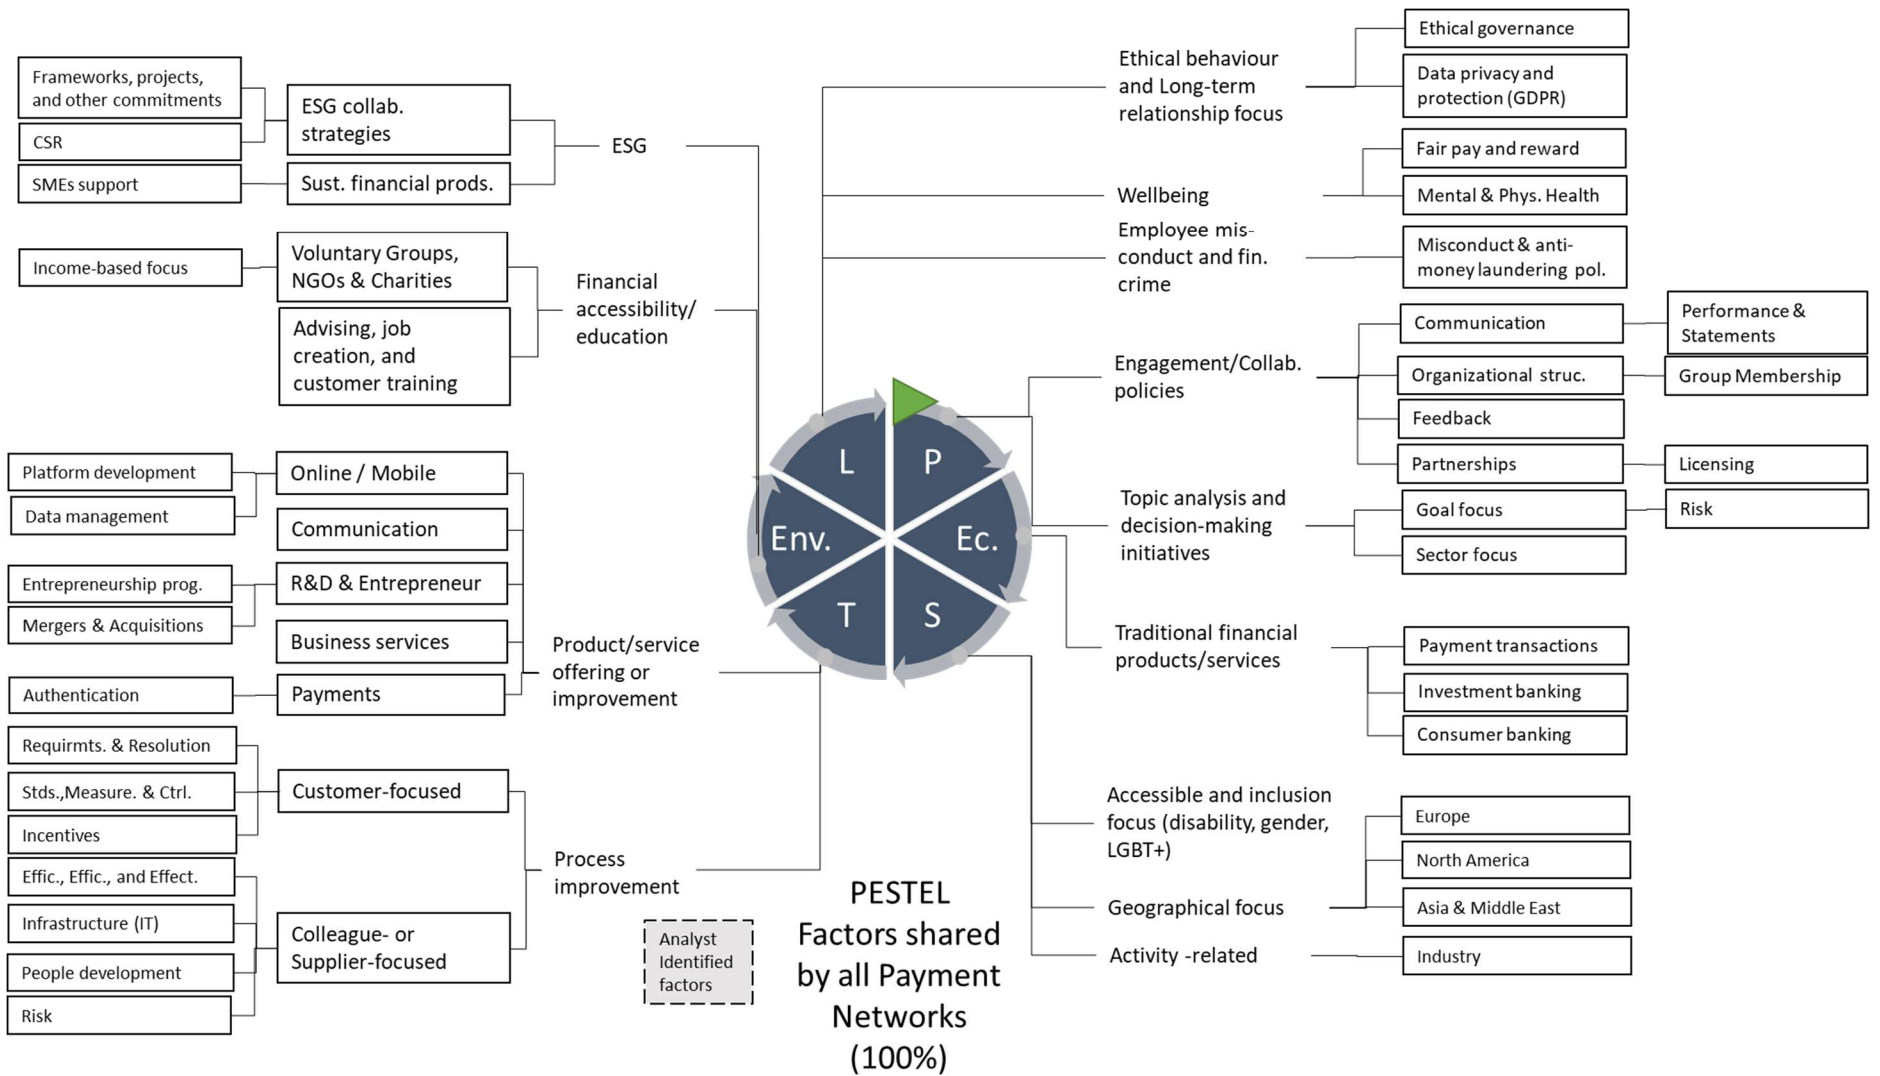 Frameworks, projects,
and other commitments
CSR
SMEs support
ESG collab.
strategies
Sust. financial prods.
ESG
Income-based focus
Voluntary Groups,
NGOs & Charities
Advising, job
creation, and
customer training
Financial
accessibility/
education
Platform development
Data management
Online / Mobile
Communication
Entrepreneurship prog.
Mergers & Acquisitions
R&D & Entrepreneur
Business services
Authentication
Payments
Product/service
offering or
improvement
Requirmts. & Resolution
Stds.,Measure. & Ctrl.
Incentives
Customer-focused
Effic., Effic., and Effect.
Infrastructure (IT)
People development
Risk
Colleague- or
Supplier-focused
Process
improvement
Analyst
Identified
factors
L
P
Env.
Ec.
T
S
PESTEL
Factors shared
by all Payment
Networks
(100%)
Ethical behaviour
and Long-term
relationship focus
Ethical governance
Data privacy and
protection (GDPR)
Wellbeing
Fair pay and reward
Mental & Phys. Health
Employee mis-
conduct and fin.
crime
Misconduct & anti-
money laundering pol.
Engagement/Collab.
policies
Communication
Performance &
Statements
Organizational struc.
Group Membership
Feedback
Partnerships
Licensing
Topic analysis and
decision-making
initiatives
Goal focus
Risk
Sector focus
Traditional financial
products/services
Payment transactions
Investment banking
Consumer banking
Accessible and inclusion
focus (disability, gender,
LGBT+)
Geographical focus
Europe
North America
Asia & Middle East
Activity -related
Industry